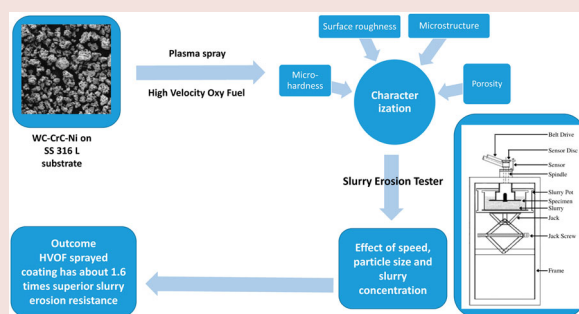 Plasma spray
High Velocity Oxy Fuel
WC-CrC-Ni on
SS 316 L
substrate
Surface roughness
Microstructure
Micro-
hardness
Porosity
Character
ization
Slurry Erosion Tester
Belt Drive
Sensor Disc
Sensor
Spindle
Slurry Pot
Specimen
Slurry
Jack
Jack Screw
Frame
Effect of speed,
particle size and
slurry
concentration
Outcome
HVOF sprayed
coating has about 1.6
times superior slurry
erosion resistance